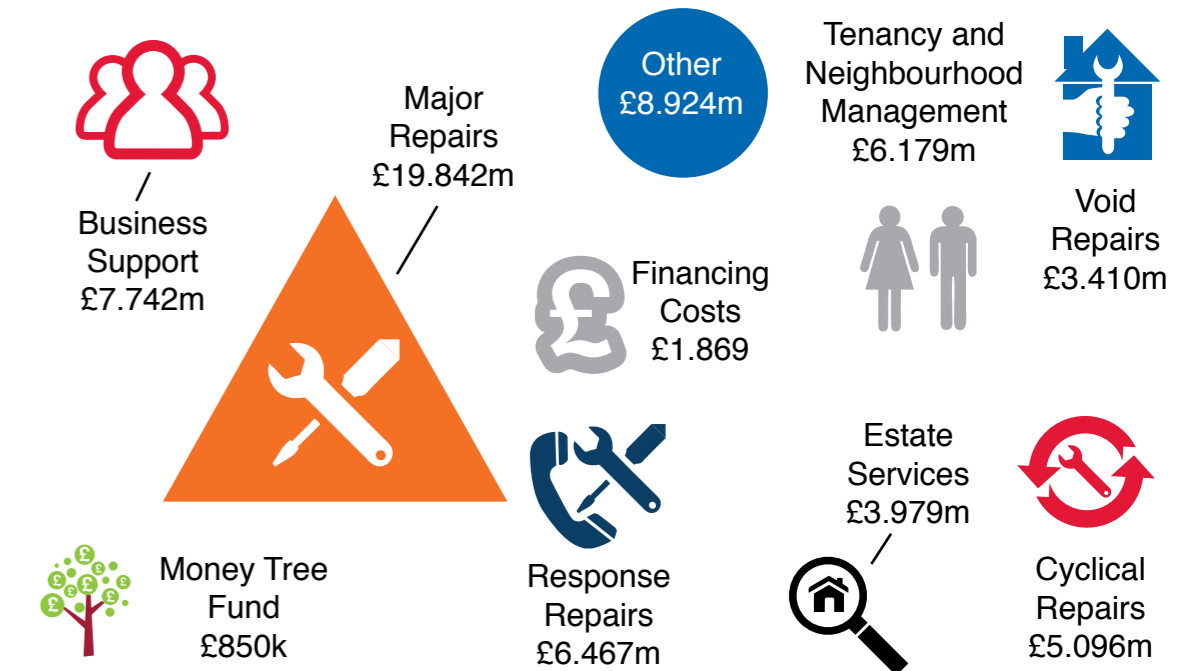 Business
Support
£7.742m
Major
Repairs
£19.842m
Other
£8.924m
Tenancy and
Neighbourhood
Management
£6.179m
Void
Repairs
£3.410m
£
Financing
Costs
£1.869
££££££
Money Tree
Fund
£850k
Response
Repairs
£6.467m
Estate
Services
£3.979m
Cyclical
Repairs
£5.096m